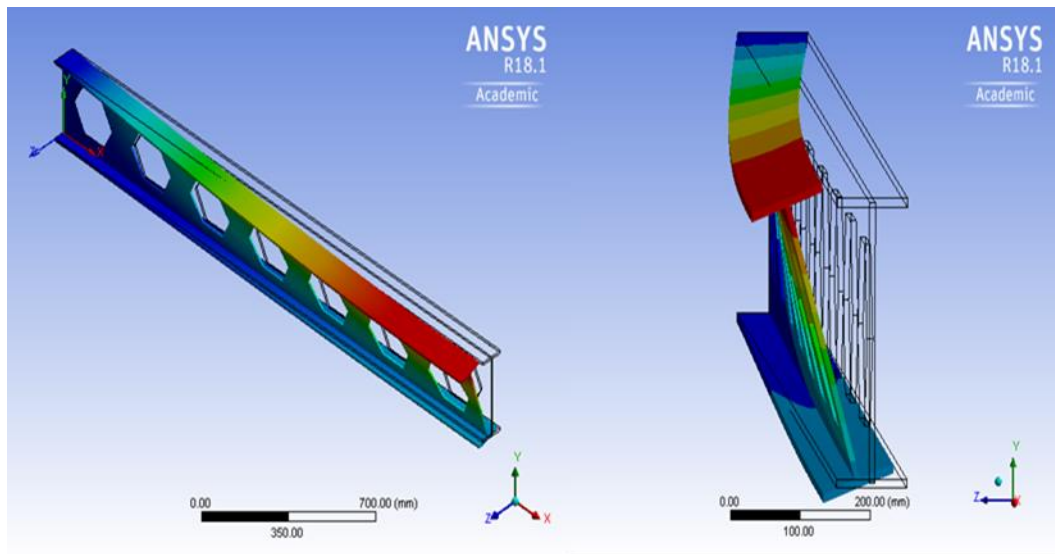 ANSYS
R18.1
Academic
Y
Z
X
0.00 700.00 (mm)
350.00
Y
Z
X
ANSYS
R18.1
Academic
0.00 200.00 (mm)
100.00
Y
Z
X